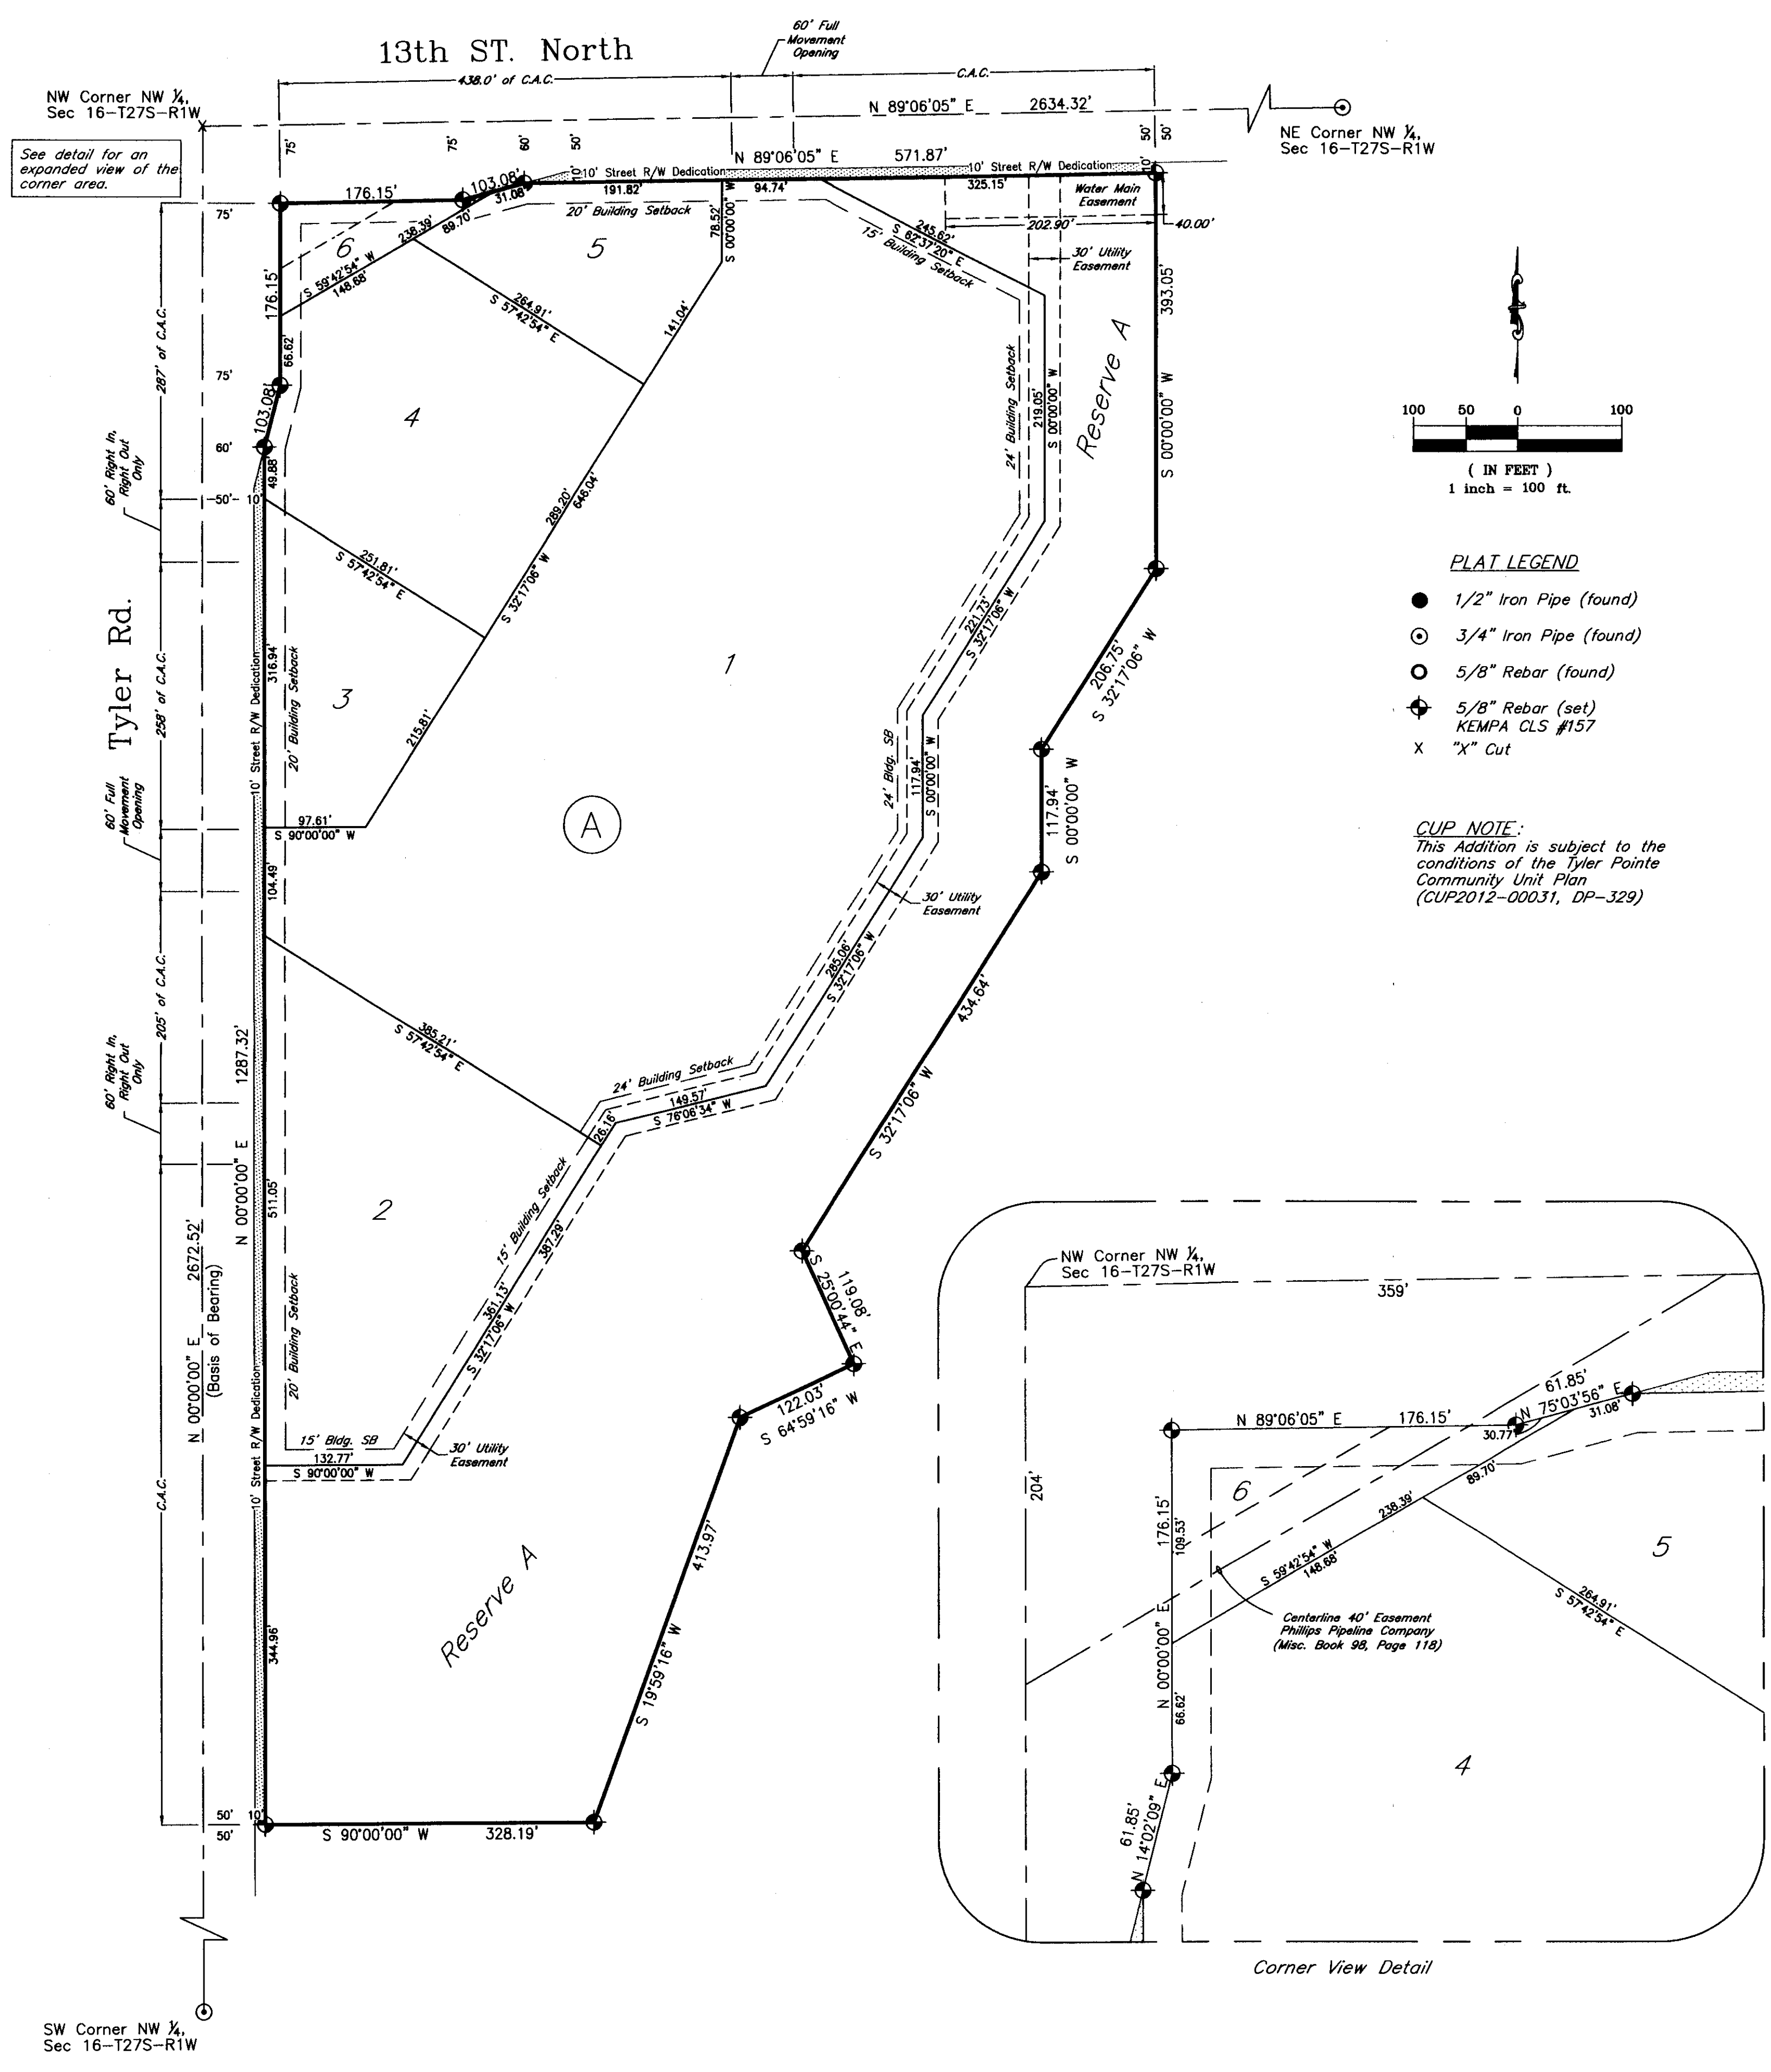 13th ST. North
60' Full
Movement
Opening
438.0' of C.A.C.
C.A.C.
NW Corner NW ¼,
Sec 16-T27S-R1W
N 89°06'05" E 2634.32'
NE Corner NW ¼,
Sec 16-T27S-R1W
See detail for an
expanded view of the
corner area.
75'
75'
60'
50'
50'
50'
N 89°06'05" E 571.87'
10' Street R/W Dedication
10' Street R/W Dedication
10'
10'
176.15'
103.08'
31.08'
191.82'
94.74'
325.15'
Water Main
Easement
20' Building Setback
78.52'
S 00°00'00" W
202.90'
40.00'
75'
6
238.39'
89.70'
S 59°42'54" W
148.68'
5
245.62'
S 62°37'20" E
15' Building Setback
30' Utility
Easement
176.15'
66.62'
264.91'
S 57°42'54" E
141.04'
393.05'
S 00°00'00" W
Reserve A
219.05'
S 00°00'00" W
24' Building Setback
287' of C.A.C.
75'
103.08'
4
60'
49.88'
60' Right In,
Right Out
Only
50'
10'
289.20'
646.04'
S 32°17'06" W
251.81'
S 57°42'54" E
100 50 0 100
( IN FEET )
1 inch = 100 ft.
PLAT LEGEND
1/2" Iron Pipe (found)
3/4" Iron Pipe (found)
5/8" Rebar (found)
5/8" Rebar (set)
KEMPA CLS #157
X "X" Cut
CUP NOTE:
This Addition is subject to the
conditions of the Tyler Pointe
Community Unit Plan
(CUP2012-00031, DP-329)
Tyler Rd.
258' of C.A.C.
10' Street R/W Dedication
316.94'
20' Building Setback
3
1
215.81'
221.73'
S 32°17'06" W
206.75'
S 32°17'06" W
24' Bldg. SB
117.94'
S 00°00'00" W
117.94'
S 00°00'00" W
60' Full
Movement
Opening
97.61'
S 90°00'00" W
A
104.49'
30' Utility
Easement
285.06'
S 32°17'06" W
434.64'
S 32°17'06" W
205' of C.A.C.
1287.32'
N 00°00'00" E
60' Right In,
Right Out
Only
385.21'
S 57°42'54" E
24' Building Setback
149.57'
S 76°06'34" W
26.16'
511.05'
2
15' Building Setback
387.29'
361.13'
S 32°17'06" W
N 00°00'00" E 2672.52'
(Basis of Bearing)
20' Building Setback
10' Street R/W Dedication
119.08'
S 25°00'44" E
122.03'
S 64°59'16" W
15' Bldg. SB
132.77'
S 90°00'00" W
30' Utility
Easement
C.A.C.
413.97'
S 19°59'16" W
Reserve A
344.96'
50'
10'
50'
S 90°00'00" W 328.19'
SW Corner NW ¼,
Sec 16-T27S-R1W
NW Corner NW ¼,
Sec 16-T27S-R1W
359'
204'
N 89°06'05" E 176.15'
61.85'
N 75°03'56" E
30.77'
31.08'
6
89.70'
238.39'
176.15'
109.53'
N 00°00'00" E
S 59°42'54" W
148.68'
5
264.91'
S 57°42'54" E
Centerline 40' Easement
Phillips Pipeline Company
(Misc. Book 98, Page 118)
66.62'
4
61.85'
N 14°02'09" E
Corner View Detail